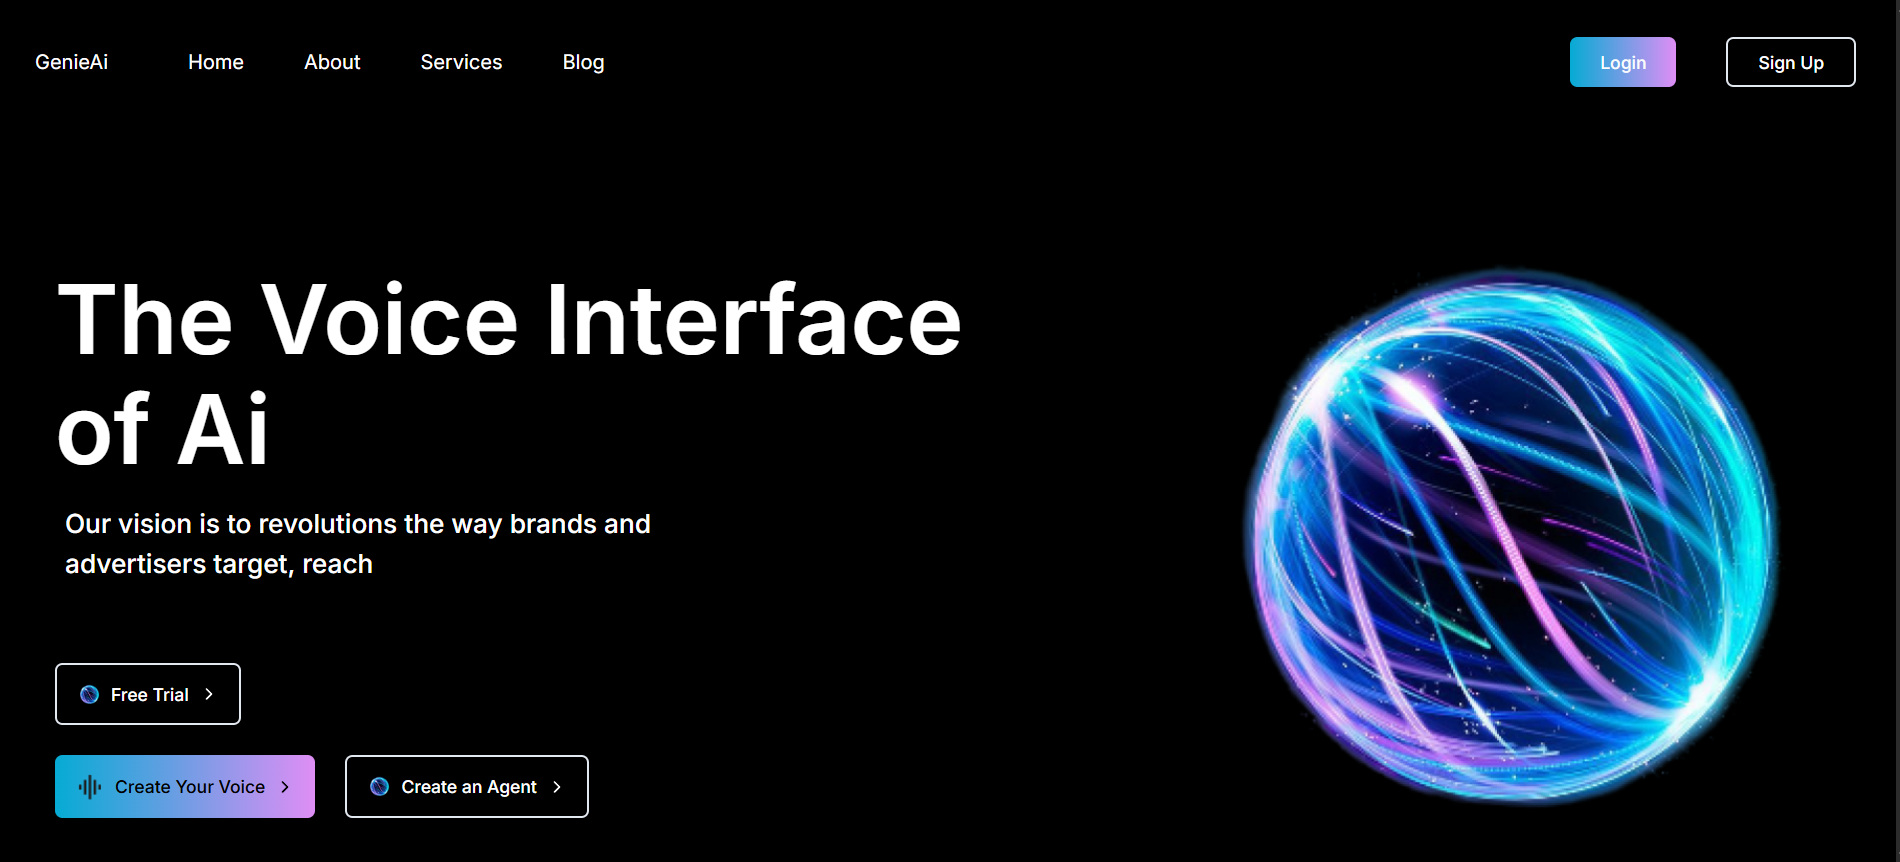 GenieAi
Home
About
Services
Blog
Login
Sign Up
The Voice Interface
of Ai
Our vision is to revolutions the way brands and
advertisers target, reach
Free Trial
Create Your Voice
Create an Agent